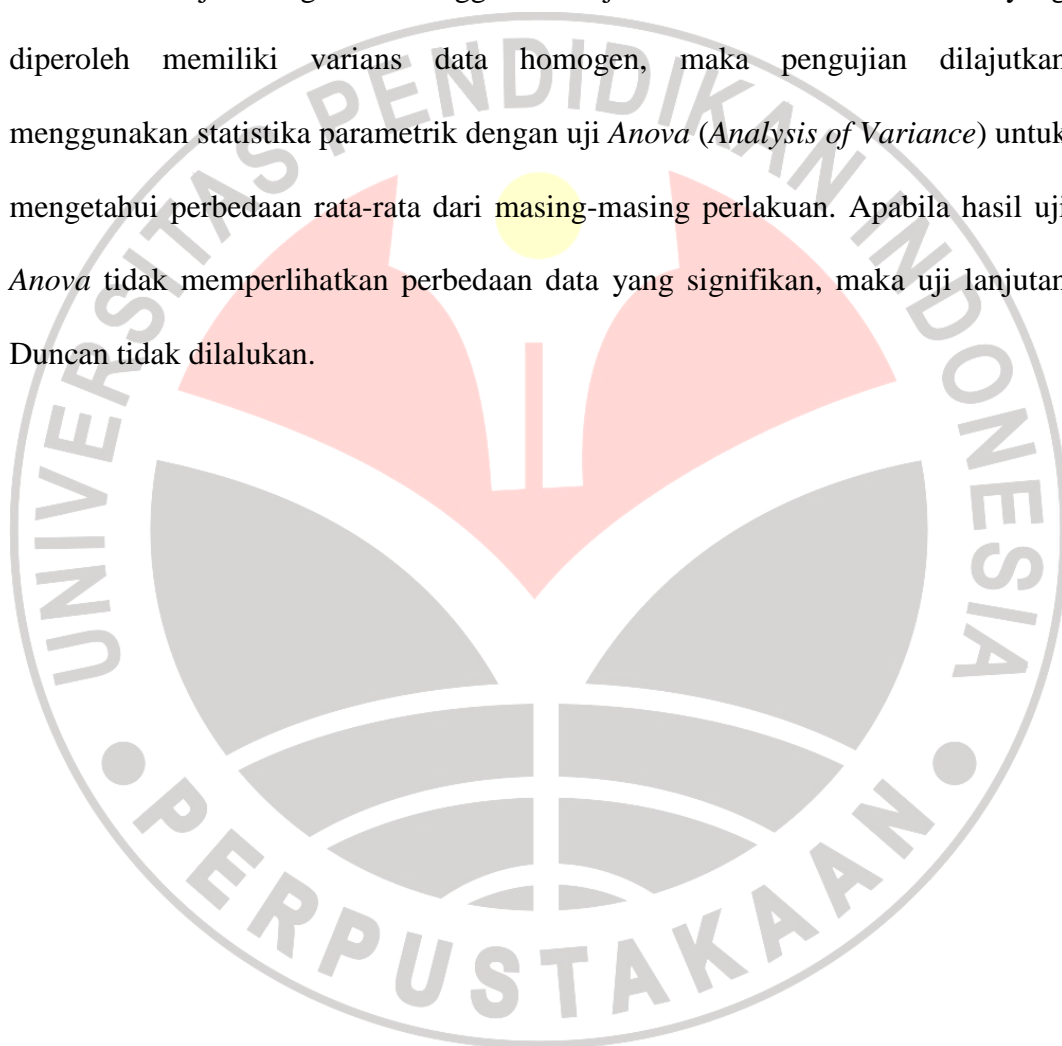 diperoleh memiliki varians data homogen, maka pengujian dilajutkan
menggunakan statistika parametrik dengan uji Anova (Analysis of Variance) untuk
mengetahui perbedaan rata-rata dari masing-masing perlakuan. Apabila hasil uji
Anova tidak memperlihatkan perbedaan data yang signifikan, maka uji lanjutan
Duncan tidak dilalukan.
UNIVERSITAS PENDIDIKAN INDONESIA
PERPUSTAKAAN